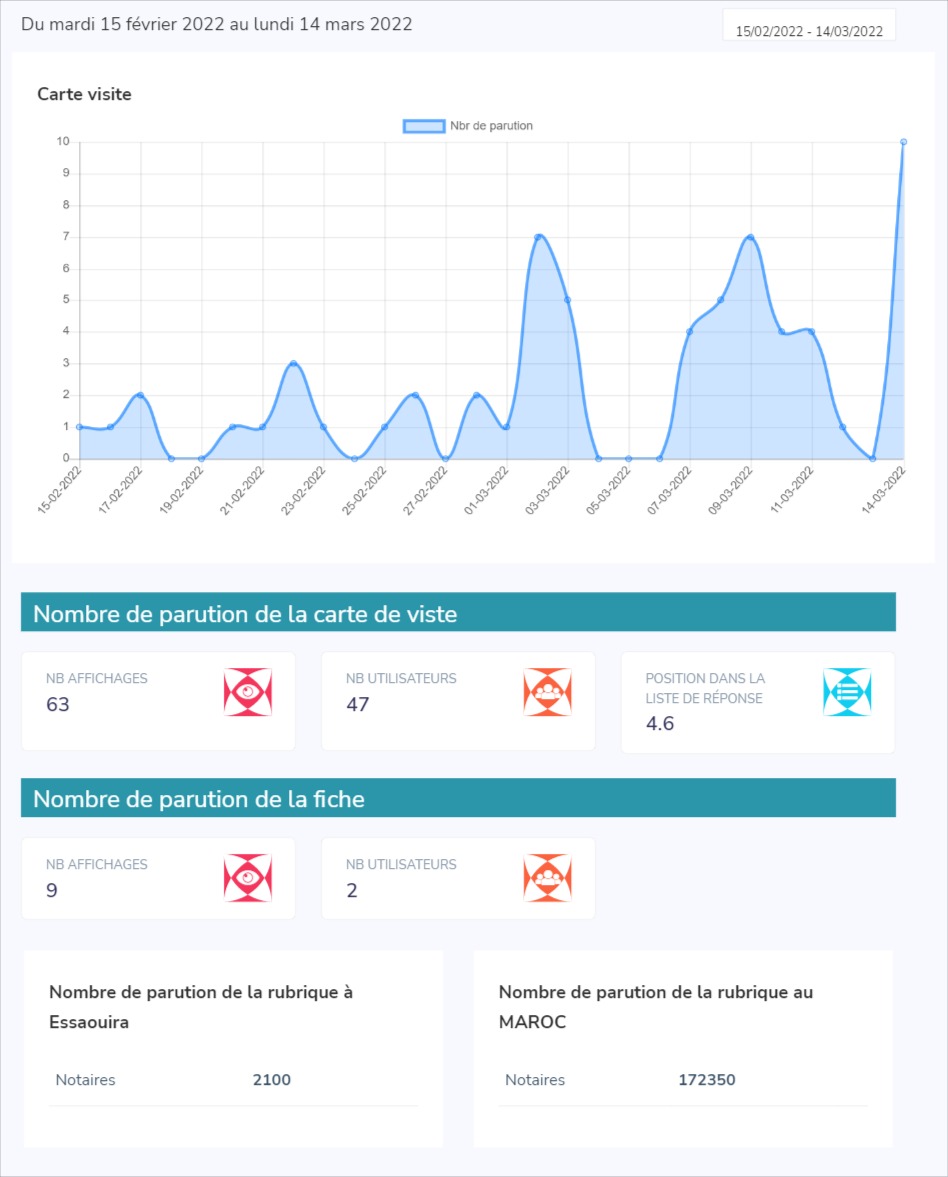 Du mardi 15 février 2022 au lundi 14 mars 2022
15/02/2022 - 14/03/2022
Carte visite
Nbr de parution
10
9
8
7
6
5
4
3
2
1
0
15-02-2022
17-02-2022
19-02-2022
21-02-2022
23-02-2022
25-02-2022
27-02-2022
01-03-2022
03-03-2022
05-03-2022
07-03-2022
09-03-2022
11-03-2022
14-03-2022
Nombre de parution de la carte de viste
NB AFFICHAGES
63
NB UTILISATEURS
47
POSITION DANS LA
LISTE DE RÉPONSE
4.6
Nombre de parution de la fiche
NB AFFICHAGES
9
NB UTILISATEURS
2
Nombre de parution de la rubrique à
Essaouira
Notaires 2100
Nombre de parution de la rubrique au
MAROC
Notaires 172350